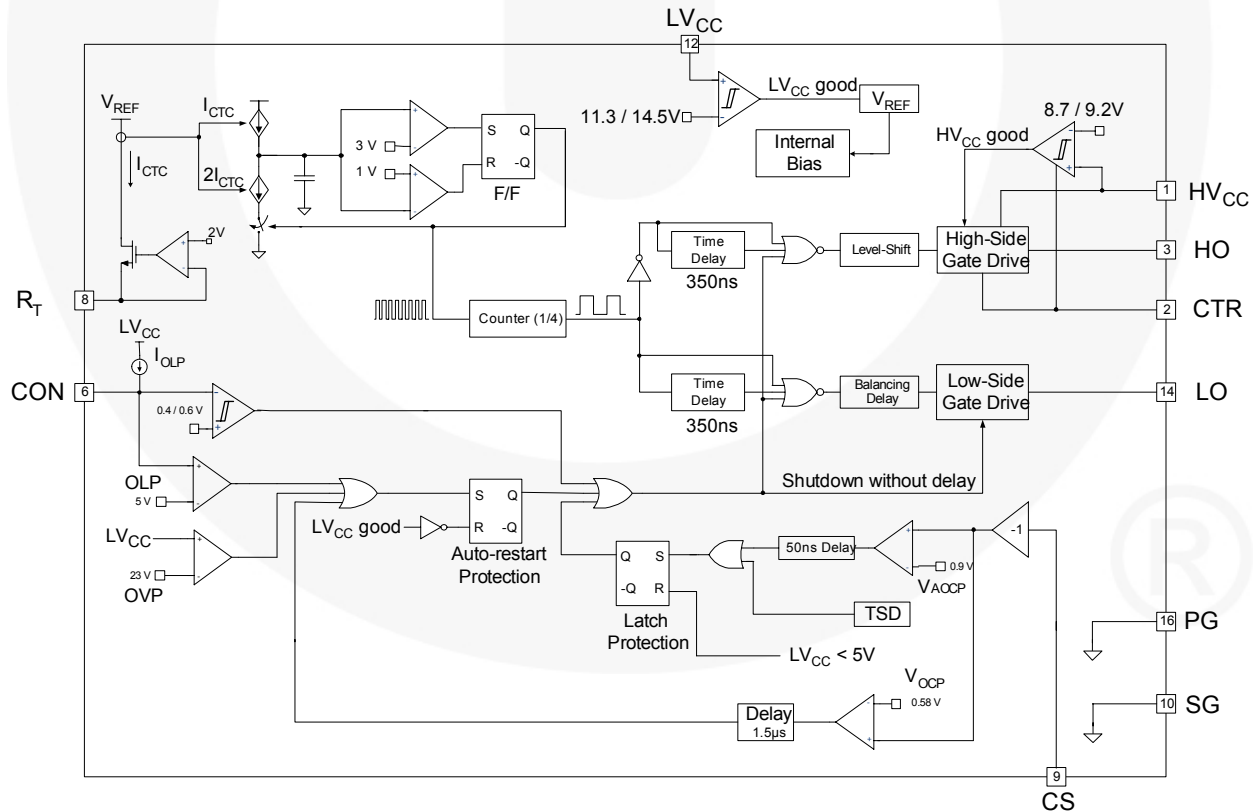 LVCC
12
VREF
ICTC
ICTC
2ICTC
3 V
1 V
S Q
R -Q
F/F
2V
11.3 / 14.5V
+
-
LVCC good
VREF
Internal
Bias
8.7 / 9.2V
HVCC good
1
HVCC
3
HO
2
CTR
High-Side
Gate Drive
Level-Shift
Time
Delay
350ns
RT
8
Counter (1/4)
LVCC
IOLP
CON
6
0.4 / 0.6 V
Time
Delay
350ns
Balancing
Delay
Low-Side
Gate Drive
14
LO
OLP
5 V
LVCC
23 V
OVP
LVCC good
S Q
R -Q
Auto-restart
Protection
Shutdown without delay
Q S
-Q R
Latch
Protection
LVCC < 5V
50ns Delay
TSD
VAOCP
0.9 V
-1
VOCP
0.58 V
Delay
1.5µs
16
PG
10
SG
9
CS
®